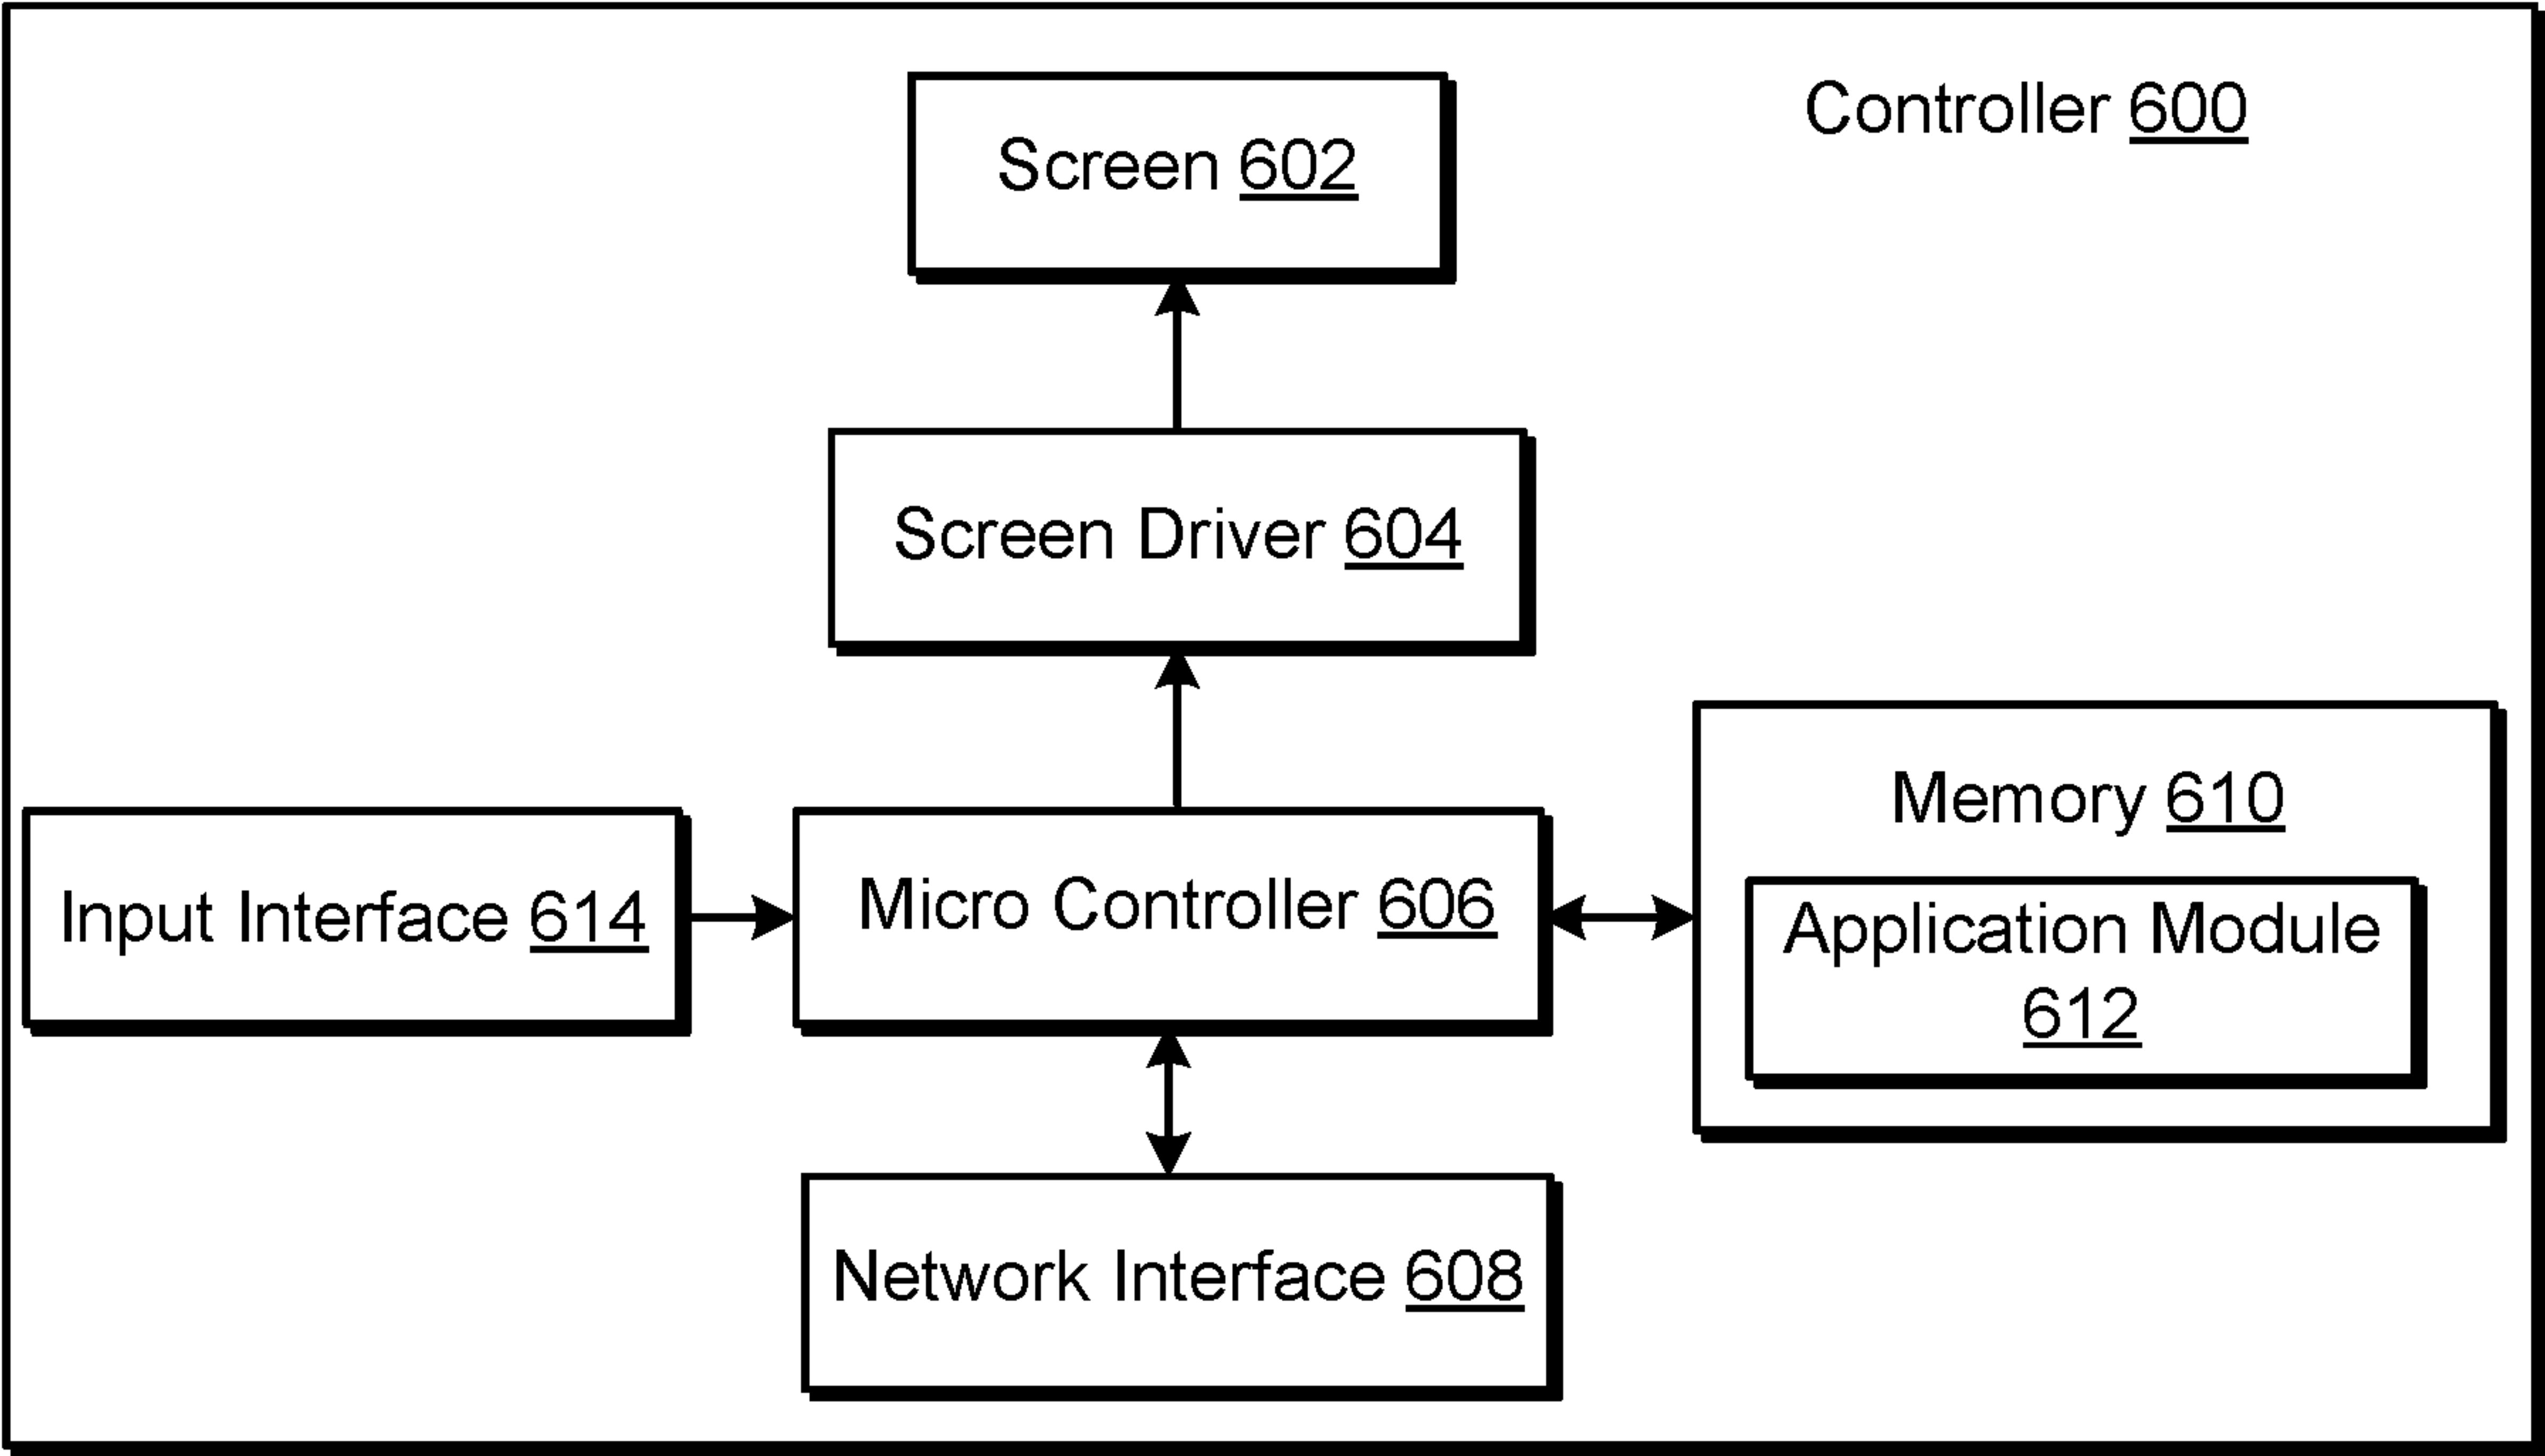 Controller 600
Screen 602
Screen Driver 604
Memory 610
Input Interface 614
Micro Controller 606
Application Module
612
Network Interface 608